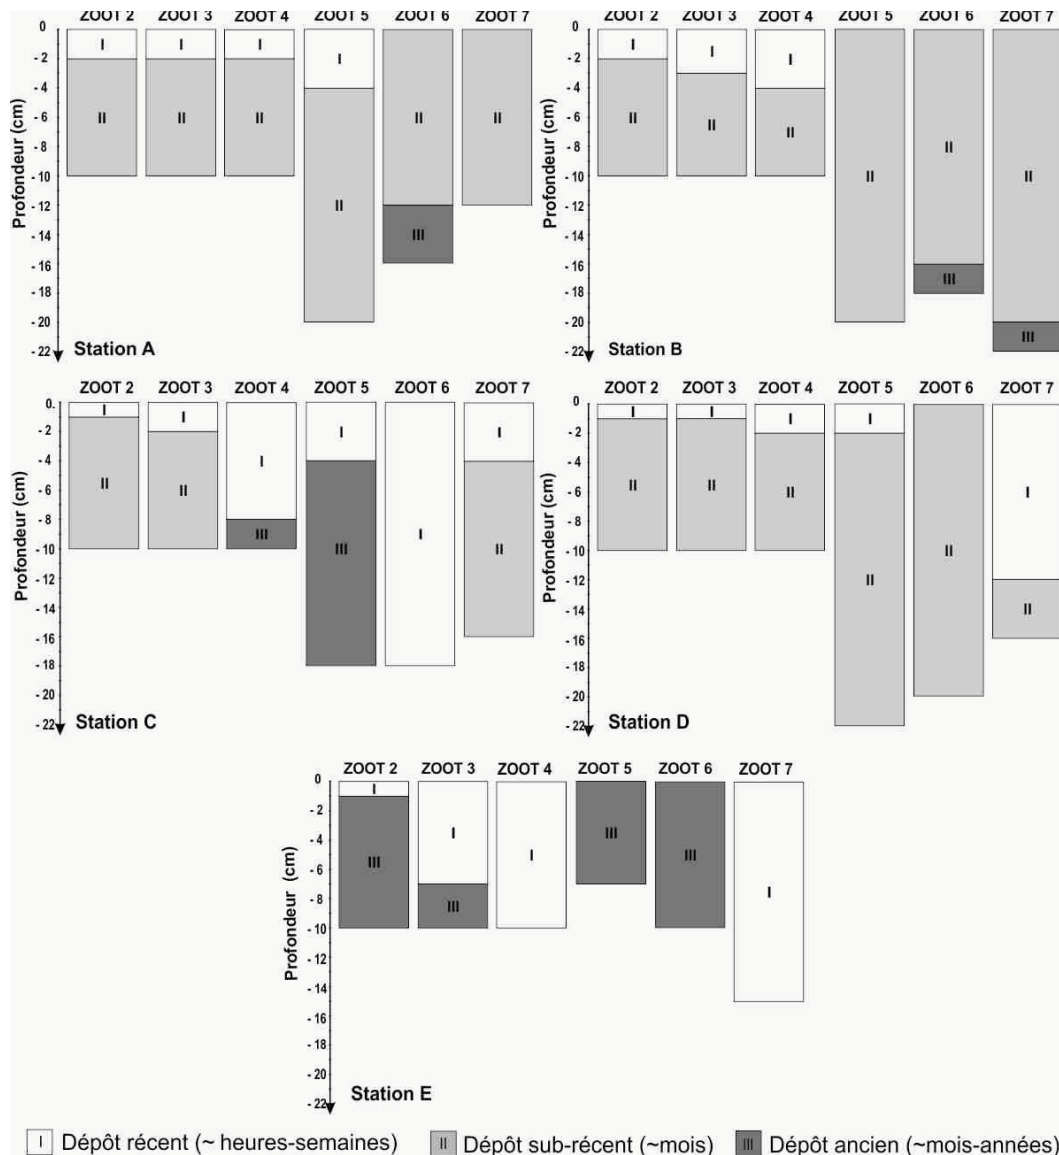 ZOOT 2 ZOOT 3 ZOOT 4 ZOOT 5 ZOOT 6 ZOOT 7
0
- 2
- 4
- 6
- 8
- 10
- 12
- 14
- 16
- 18
- 20
- 22
Profondeur (cm)
I I I I II II
II II II II III
Station A
ZOOT 2 ZOOT 3 ZOOT 4 ZOOT 5 ZOOT 6 ZOOT 7
0
- 2
- 4
- 6
- 8
- 10
- 12
- 14
- 16
- 18
- 20
- 22
Profondeur (cm)
I I I II II II
II II II III III
Station B
ZOOT 2 ZOOT 3 ZOOT 4 ZOOT 5 ZOOT 6 ZOOT 7
0.
- 2
- 4
- 6
- 8
- 10
- 12
- 14
- 16
- 18
- 20
- 22
Profondeur (cm)
I I I I I I
II II III III II
Station C
ZOOT 2 ZOOT 3 ZOOT 4 ZOOT 5 ZOOT 6 ZOOT 7
0
- 2
- 4
- 6
- 8
- 10
- 12
- 14
- 16
- 18
- 20
- 22
Profondeur (cm)
I I I I II I
II II II II II
Station D
ZOOT 2 ZOOT 3 ZOOT 4 ZOOT 5 ZOOT 6 ZOOT 7
0
- 2
- 4
- 6
- 8
- 10
- 12
- 14
- 16
- 18
- 20
- 22
Profondeur (cm)
I I I III III I
III III
Station E
I Dépôt récent (~ heures-semaines) II Dépôt sub-récent (~mois) III Dépôt ancien (~mois-années)